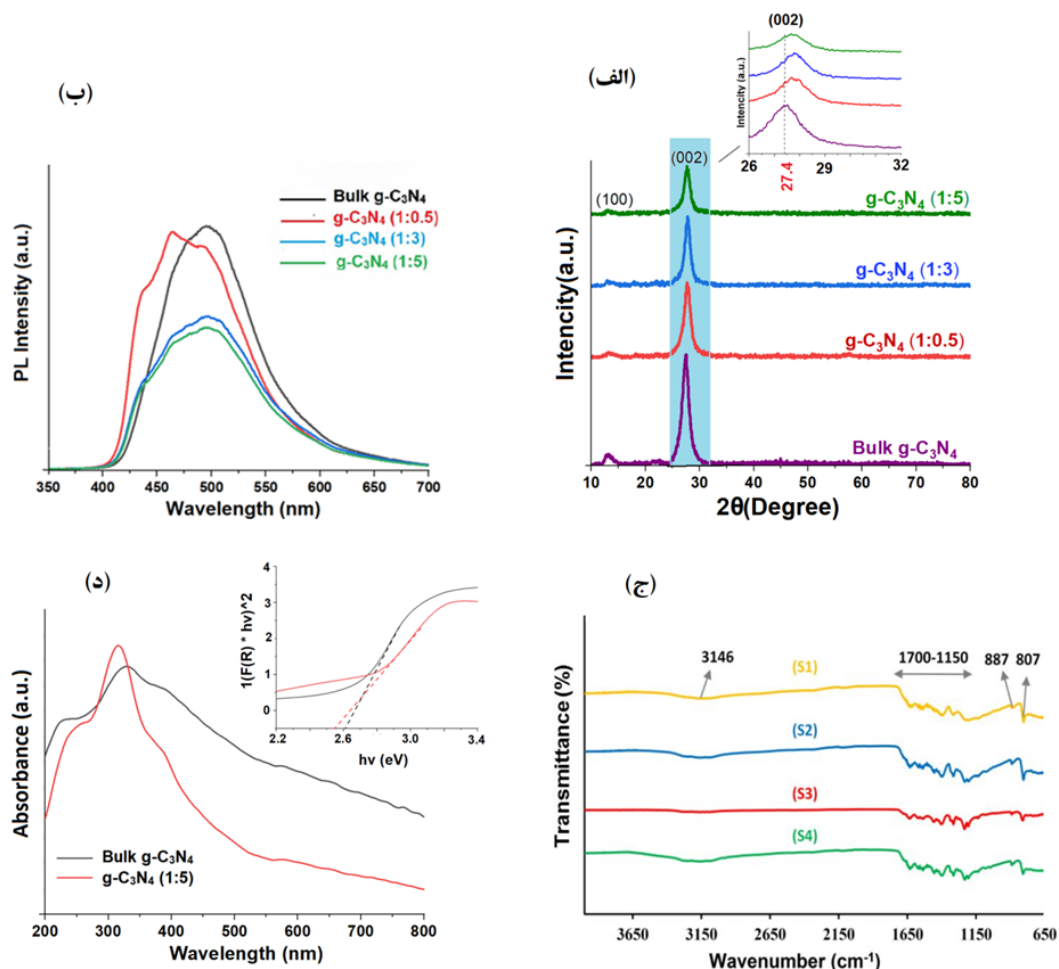 (ب)
PL Intensity (a.u.)
Bulk g-C₃N₄
g-C₃N₄ (1:0.5)
g-C₃N₄ (1:3)
g-C₃N₄ (1:5)
350 400 450 500 550 600 650 700
Wavelength (nm)
(الف)
(002)
Intencity (a.u.)
26 27.4 29 32
(002)
(100)
g-C₃N₄ (1:5)
g-C₃N₄ (1:3)
g-C₃N₄ (1:0.5)
Bulk g-C₃N₄
Intencity(a.u.)
10 20 30 40 50 60 70 80
2θ(Degree)
(د)
Absorbance (a.u.)
1(F(R) * hv)^2
4
3
2
1
0
2.2 2.6 3.0 3.4
hv (eV)
Bulk g-C₃N₄
g-C₃N₄ (1:5)
200 300 400 500 600 700 800
Wavelength (nm)
(ج)
Transmittance (%)
3146
(S1)
1700-1150
887
807
(S2)
(S3)
(S4)
3650 3150 2650 2150 1650 1150 650
Wavenumber (cm⁻¹)